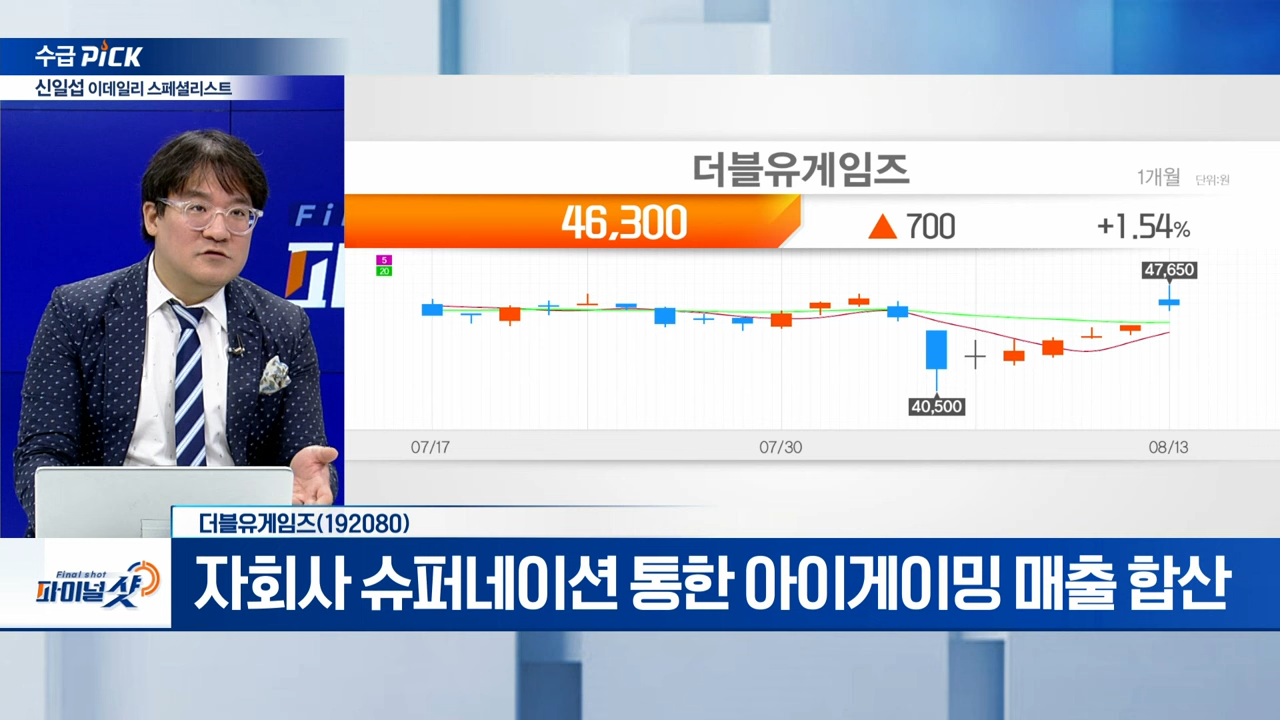 수급 PICK
신일섭 이데일리 스페셜리스트
더블유게임즈
1개월 단위:원
46,300 ▲ 700 +1.54%
5
20
47,650
40,500
07/17 07/30 08/13
더블유게임즈(192080)
Final shot
파이널샷
자회사 슈퍼네이션 통한 아이게이밍 매출 합산